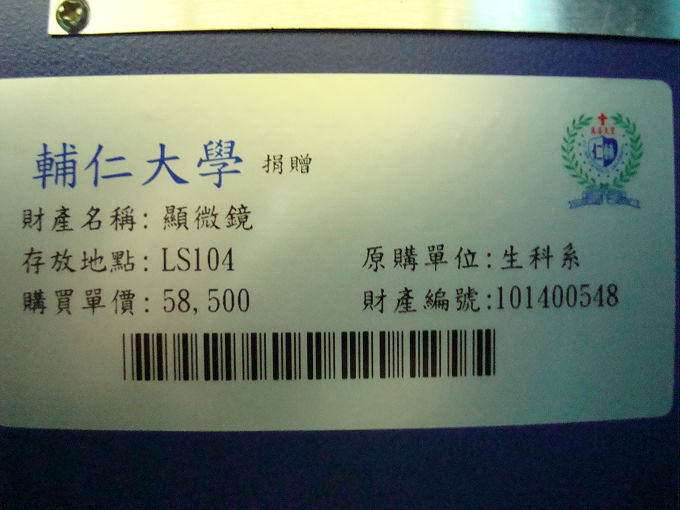 輔仁大學 捐贈
財產名稱: 顯微鏡
存放地點: LS104 原購單位: 生科系
購買單價: 58,500 財產編號:101400548